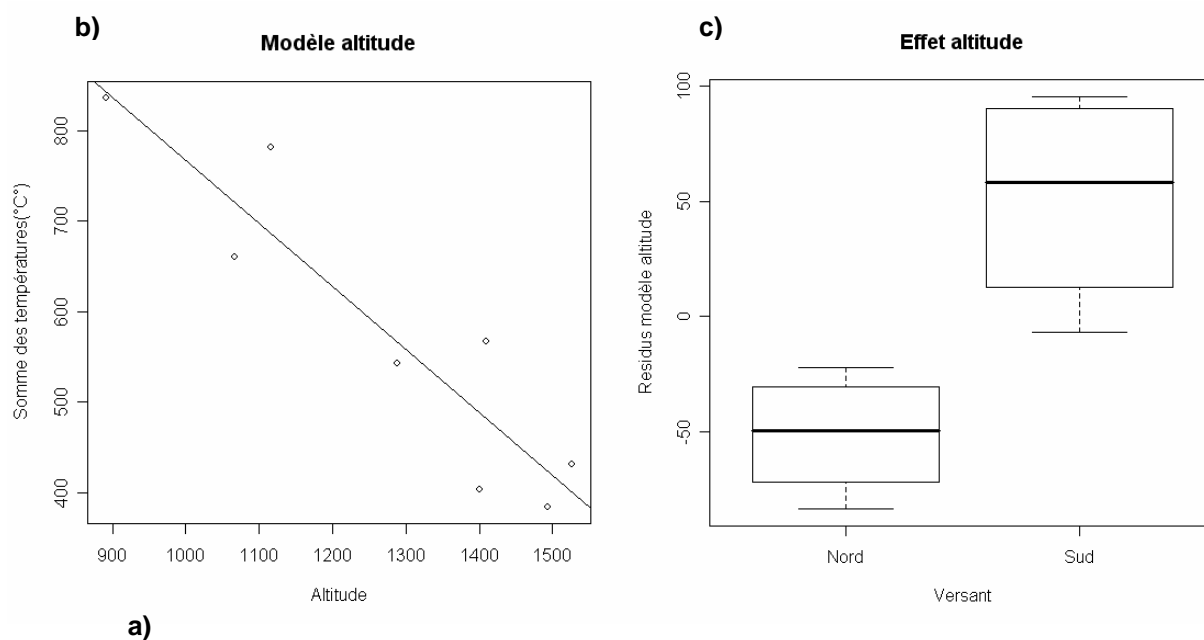 b)
Modèle altitude
Somme des températures(°C°)
800
700
600
500
400
900 1000 1100 1200 1300 1400 1500
Altitude
c)
Effet altitude
Residus modèle altitude
100
50
0
-50
Nord Sud
Versant
a)